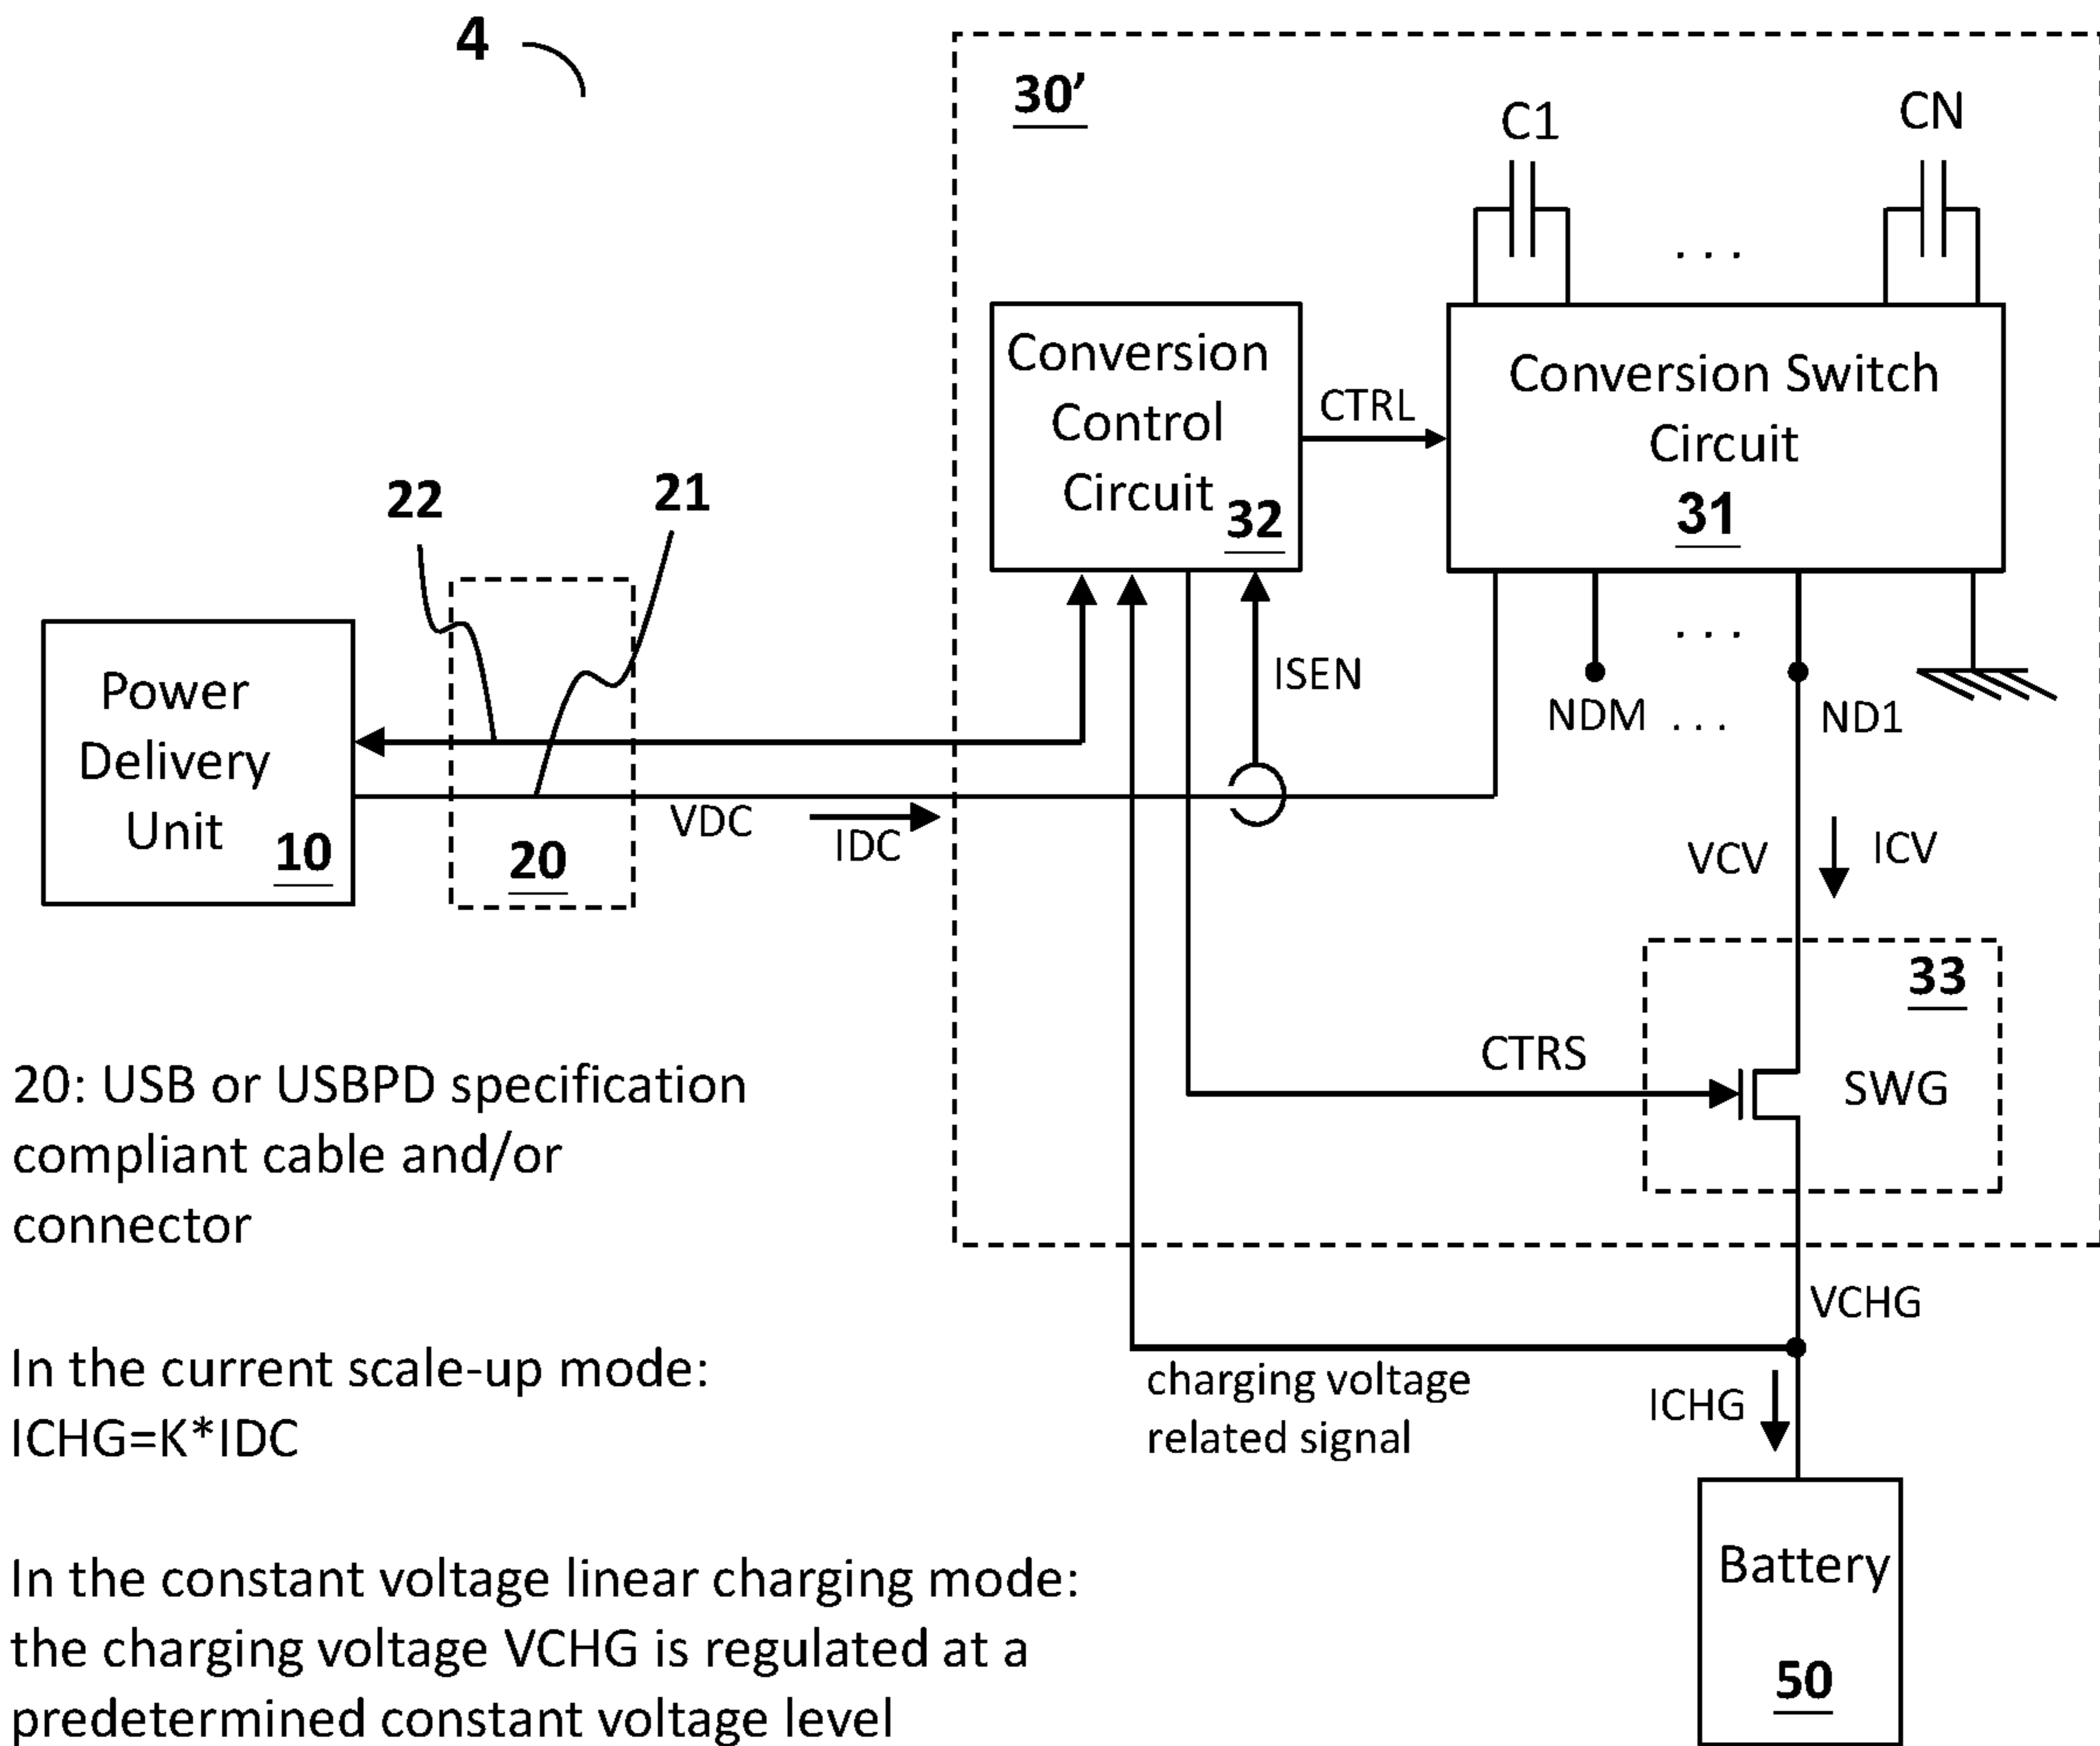 4
30’
C1
CN
. . .
Conversion
Control
Circuit
32
CTRL
Conversion Switch
Circuit
31
22
21
Power
Delivery
Unit
10
20
VDC
IDC
ISEN
. . .
NDM . . .
ND1
VCV
ICV
33
CTRS
SWG
20: USB or USBPD specification
compliant cable and/or
connector
VCHG
charging voltage
related signal
ICHG
In the current scale-up mode:
ICHG=K*IDC
In the constant voltage linear charging mode:
the charging voltage VCHG is regulated at a
predetermined constant voltage level
Battery
50